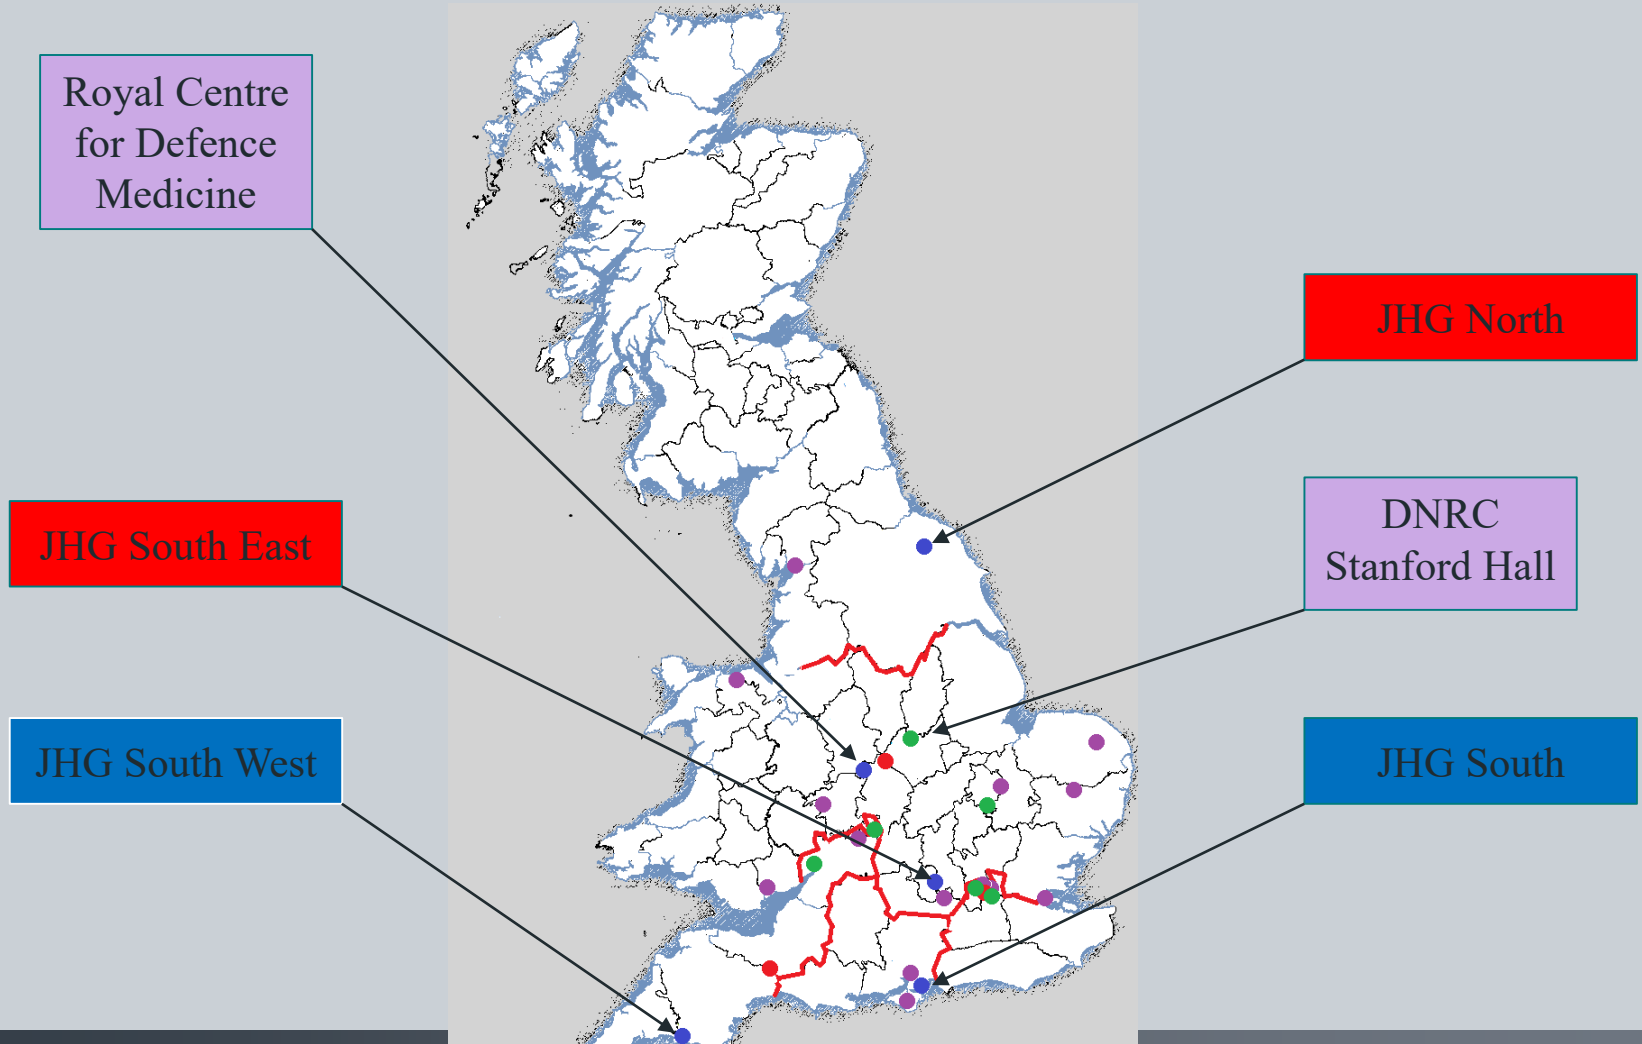 Royal Centre
for Defence
Medicine
JHG North
DNRC
Stanford Hall
JHG South East
JHG South West
JHG South